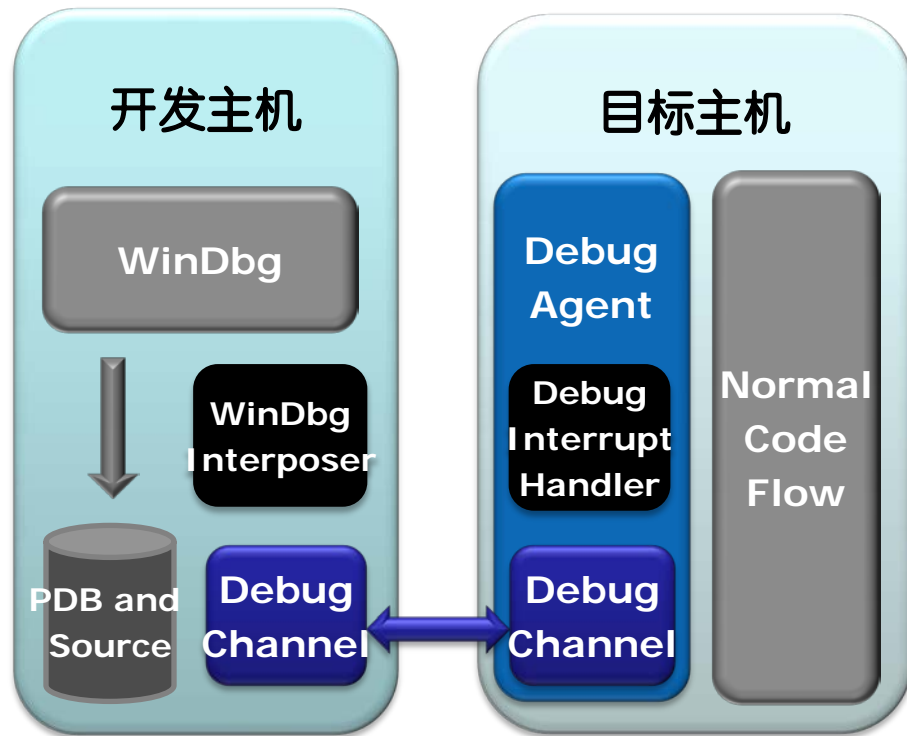 开发主机
WinDbg
WinDbg
Interposer
PDB and
Source
Debug
Channel
目标主机
Debug
Agent
Debug
Interrupt
Handler
Debug
Channel
Normal
Code
Flow